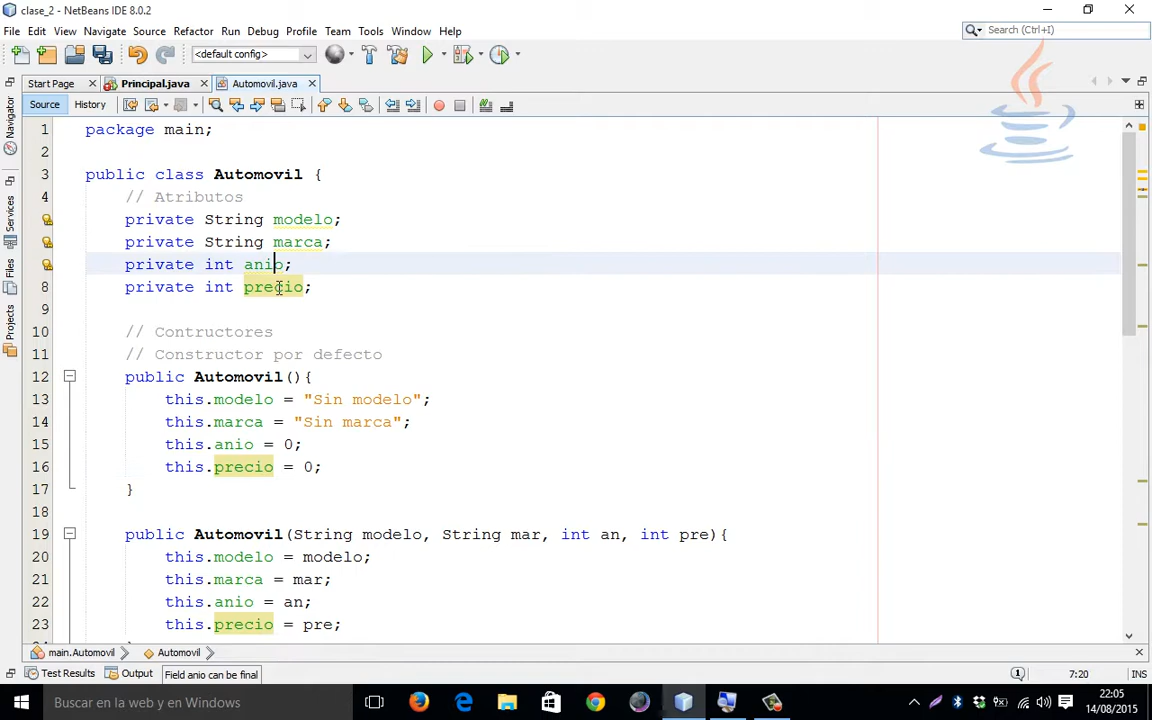 clase_2 - NetBeans IDE 8.0.2
File Edit View Navigate Source Refactor Run Debug Profile Team Tools Window Help
Search (Ctrl+I)
<default config>
Start Page Principal.java Automovil.java
Source History
Navigator
Services
Files
Projects
1 package main;
2
3 public class Automovil {
4 // Atributos
private String modelo;
private String marca;
private int anio;
8 private int precio;
9
10 // Contructores
11 // Constructor por defecto
12 public Automovil(){
13 this.modelo = "Sin modelo";
14 this.marca = "Sin marca";
15 this.anio = 0;
16 this.precio = 0;
17 }
18
19 public Automovil(String modelo, String mar, int an, int pre){
20 this.modelo = modelo;
21 this.marca = mar;
22 this.anio = an;
23 this.precio = pre;
main.Automovil Automovil
Test Results Output Field anio can be final 1 7:20 INS
Buscar en la web y en Windows
22:05
14/08/2015